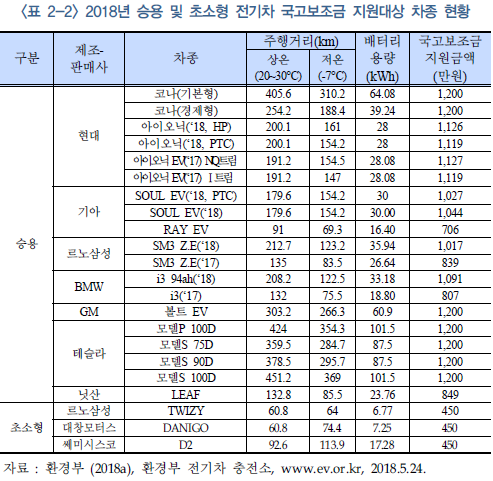 <표 2-2> 2018년 승용 및 초소형 전기차 국고보조금 지원대상 차종 현황
구분 제조-판매사 차종 주행거리(km) 배터리 용량(kWh) 국고보조금 지원금액(만원)
상온(20~30℃) 저온(-7℃)
승용 현대 코나(기본형) 405.6 310.2 64.08 1,200
코나(경제형) 254.2 188.4 39.24 1,200
아이오닉('18, HP) 200.1 161 28 1,126
아이오닉('18, PTC) 200.1 154.2 28 1,119
아이오닉EV('17) NQ트림 191.2 154.5 28.08 1,127
아이오닉EV('17) I트림 191.2 147 28.08 1,119
기아 SOUL EV('18, PTC) 179.6 154.2 30 1,027
SOUL EV('18) 179.6 154.2 30.00 1,044
RAY EV 91 69.3 16.40 706
르노삼성 SM3 Z.E('18) 212.7 123.2 35.94 1,017
SM3 Z.E('17) 135 83.5 26.64 839
BMW i3 94ah('18) 208.2 122.5 33.18 1,091
i3('17) 132 75.5 18.80 807
GM 볼트 EV 303.2 266.3 60.9 1,200
테슬라 모델P 100D 424 354.3 101.5 1,200
모델S 75D 359.5 284.7 87.5 1,200
모델S 90D 378.5 295.7 87.5 1,200
모델S 100D 451.2 369 101.5 1,200
닛산 LEAF 132.8 85.5 23.76 849
초소형 르노삼성 TWIZY 60.8 64 6.77 450
대창모터스 DANIGO 60.8 74.4 7.25 450
쎄미시스코 D2 92.6 113.9 17.28 450
자료 : 환경부 (2018a), 환경부 전기차 충전소, www.ev.or.kr, 2018.5.24.